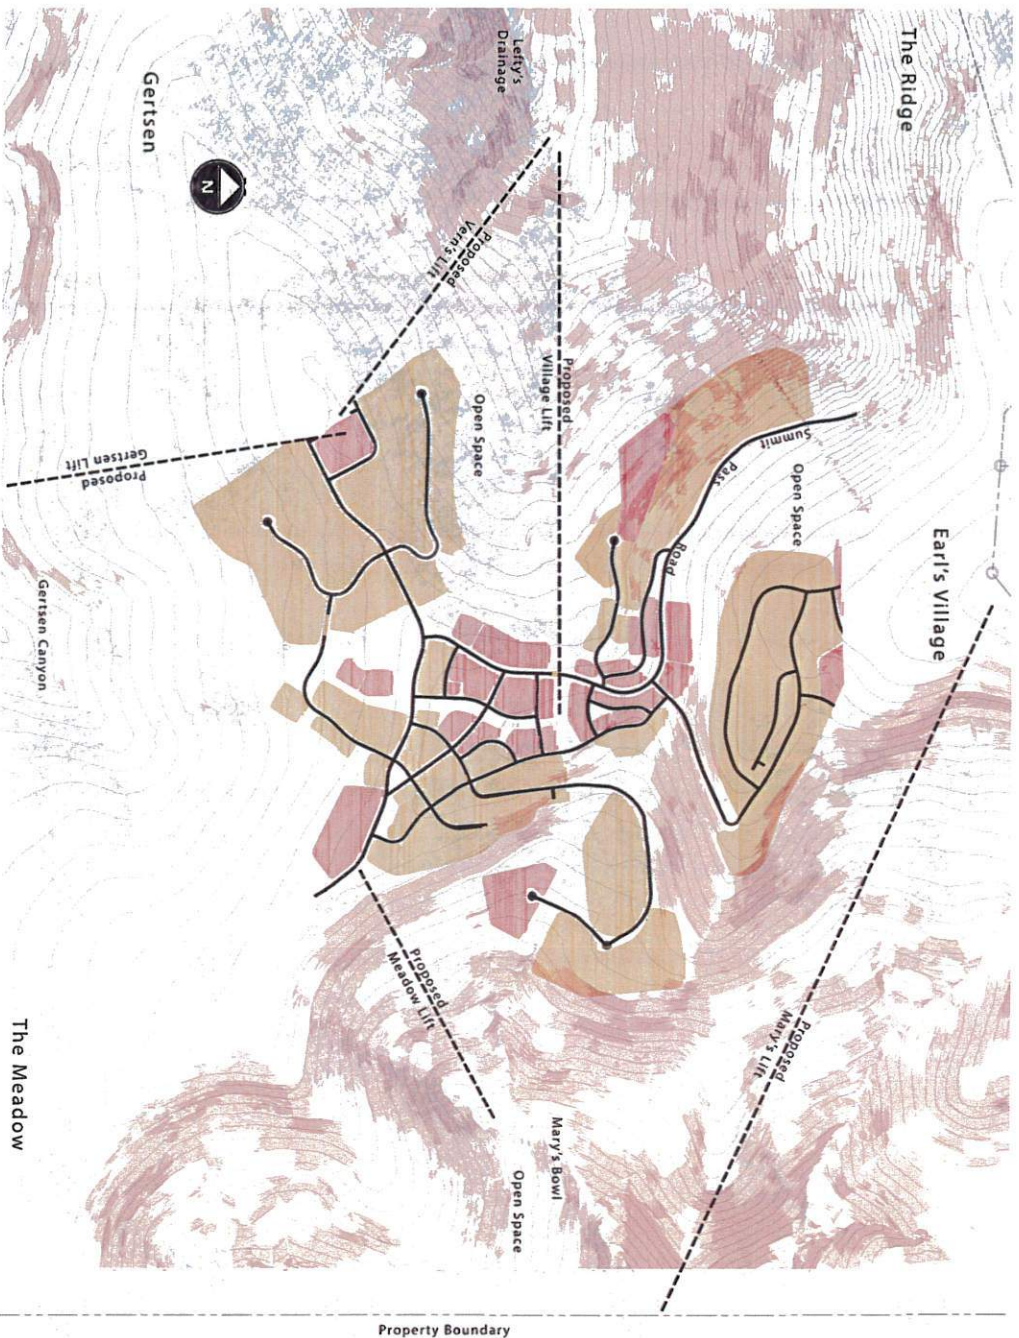 The Ridge
Lefty's
Drainage
Gertsen
N
Proposed
Vern's Lift
Proposed
Village Lift
Open Space
Summit
Pass
Road
Open Space
Earl's Village
Proposed
Gertsen Lift
Gertsen Canyon
Proposed
Meadow Lift
Proposed
Mary's Lift
The Meadow
Mary's Bowl
Open Space
Property Boundary